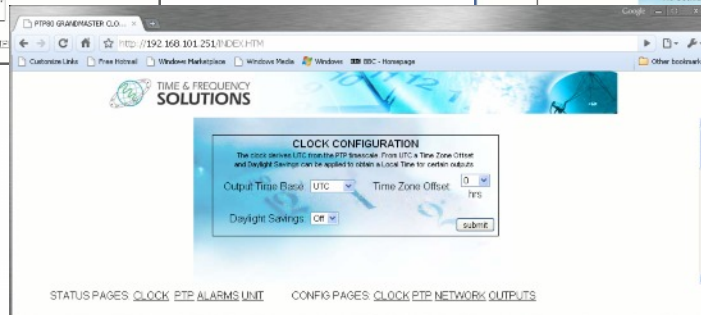 Google
PTP80 GRANDMASTER CLO...
http://192.168.101.251/INDEX.HTM
Customize Links Free Hotmail Windows Marketplace Windows Media Windows BBC - Homepage Other bookmark
TIME & FREQUENCY
SOLUTIONS
CLOCK CONFIGURATION
The clock derives UTC from the PTP timescale. From UTC a Time Zone Offset
and Daylight Savings can be applied to obtain a Local Time for certain outputs
Output Time Base: UTC Time Zone Offset: 0
hrs
Daylight Savings: Off
submit
STATUS PAGES: CLOCK PTP ALARMS UNIT CONFIG PAGES: CLOCK PTP NETWORK OUTPUTS